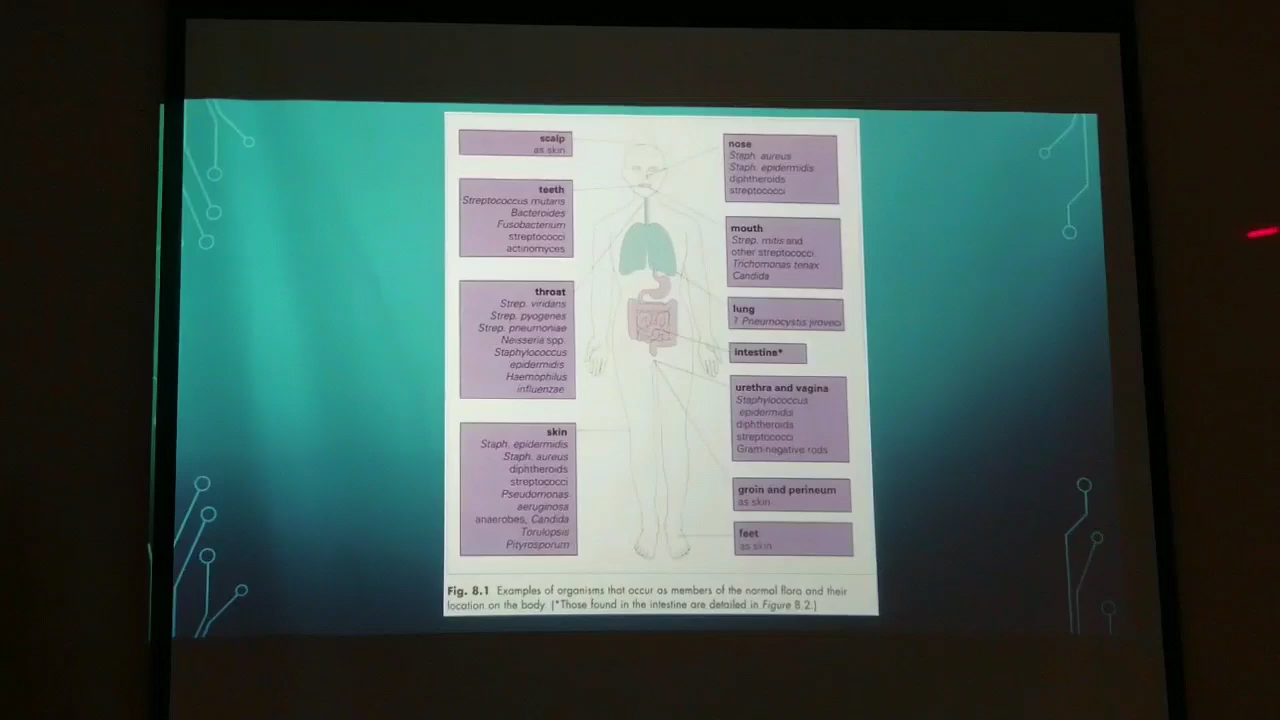 scalp
as skin
teeth
Streptococcus mutans
Bacteroides
Fusobacterium
streptococci
actinomyces
throat
Strep. viridans
Strep. pyogenes
Strep. pneumoniae
Neisseria spp.
Staphylococcus
epidermidis
Haemophilus
influenzae
skin
Staph. epidermidis
Staph. aureus
diphtheroids
streptococci
Pseudomonas
aeruginosa
anaerobes, Candida
Torulopsis
Pityrosporum
nose
Staph. aureus
Staph. epidermidis
diphtheroids
streptococci
mouth
Strep. mitis and
other streptococci
Trichomonas tenax
Candida
lung
? Pneumocystis jiroveci
intestine*
urethra and vagina
Staphylococcus
epidermidis
diphtheroids
streptococci
Gram-negative rods
groin and perineum
as skin
feet
as skin
Fig. 8.1 Examples of organisms that occur as members of the normal flora and their
location on the body. (*Those found in the intestine are detailed in Figure 8.2.)